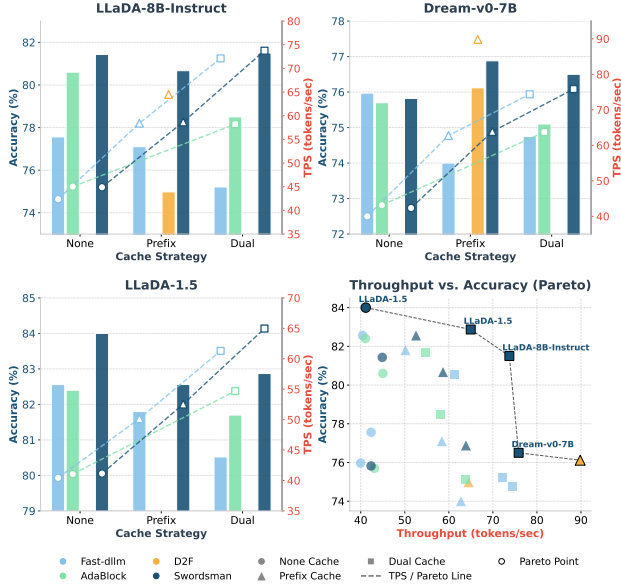 LLaDA-8B-Instruct
Accuracy (%)
82
80
78
76
74
80
75
70
65
60
55
50
45
40
35
TPS (tokens/sec)
None
Prefix
Dual
Cache Strategy
Dream-v0-7B
Accuracy (%)
78
77
76
75
74
73
72
90
80
70
60
50
40
TPS (tokens/sec)
None
Prefix
Dual
Cache Strategy
LLaDA-1.5
Accuracy (%)
85
84
83
82
81
80
79
70
65
60
55
50
45
40
35
TPS (tokens/sec)
None
Prefix
Dual
Cache Strategy
Throughput vs. Accuracy (Pareto)
Accuracy (%)
84
82
80
78
76
74
LLaDA-1.5
LLaDA-1.5
LLaDA-8B-Instruct
Dream-v0-7B
40
50
60
70
80
90
Throughput (tokens/sec)
Fast-dllm
D2F
None Cache
Dual Cache
Pareto Point
AdaBlock
Swordsman
Prefix Cache
TPS / Pareto Line